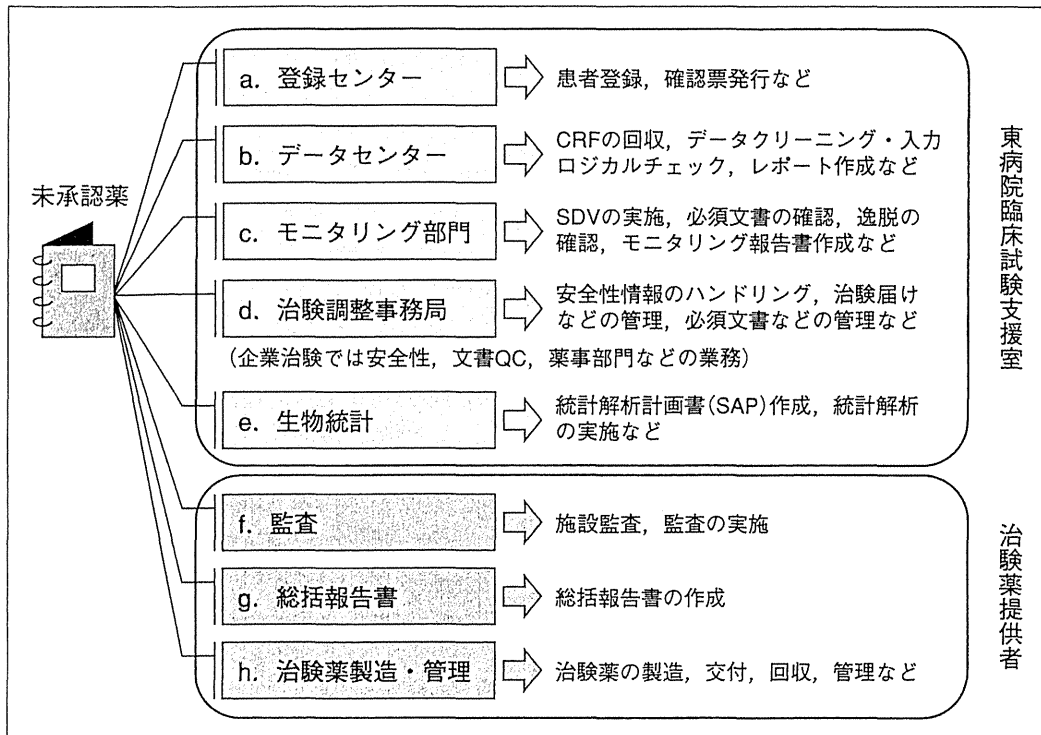 未承認薬
a. 登録センター
患者登録，確認票発行など
b. データセンター
CRFの回収，データクリーニング・入力
ロジカルチェック，レポート作成など
c. モニタリング部門
SDVの実施，必須文書の確認，逸脱の
確認，モニタリング報告書作成など
d. 治験調整事務局
安全性情報のハンドリング，治験届け
などの管理，必須文書などの管理など
（企業治験では安全性，文書QC，薬事部門などの業務）
e. 生物統計
統計解析計画書（SAP）作成，統計解析
の実施など
東病院臨床試験支援室
f. 監査
施設監査，監査の実施
g. 総括報告書
総括報告書の作成
h. 治験薬製造・管理
治験薬の製造，交付，回収，管理など
治験薬提供者